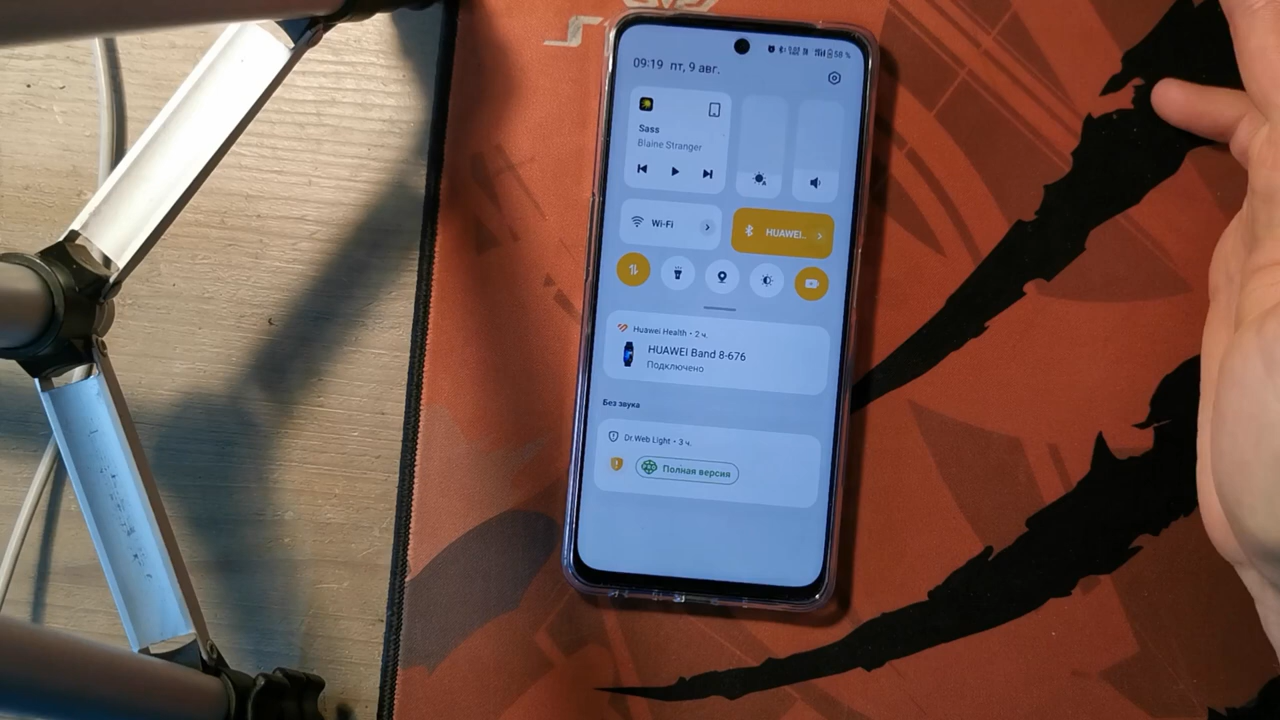 58 %
09:19 пт, 9 авг.
Sass
Blaine Stranger
Wi-Fi
HUAWEI..
Huawei Health • 2 ч.
HUAWEI Band 8-676
Подключено
Без звука
Dr.Web Light • 3 ч.
Полная версия